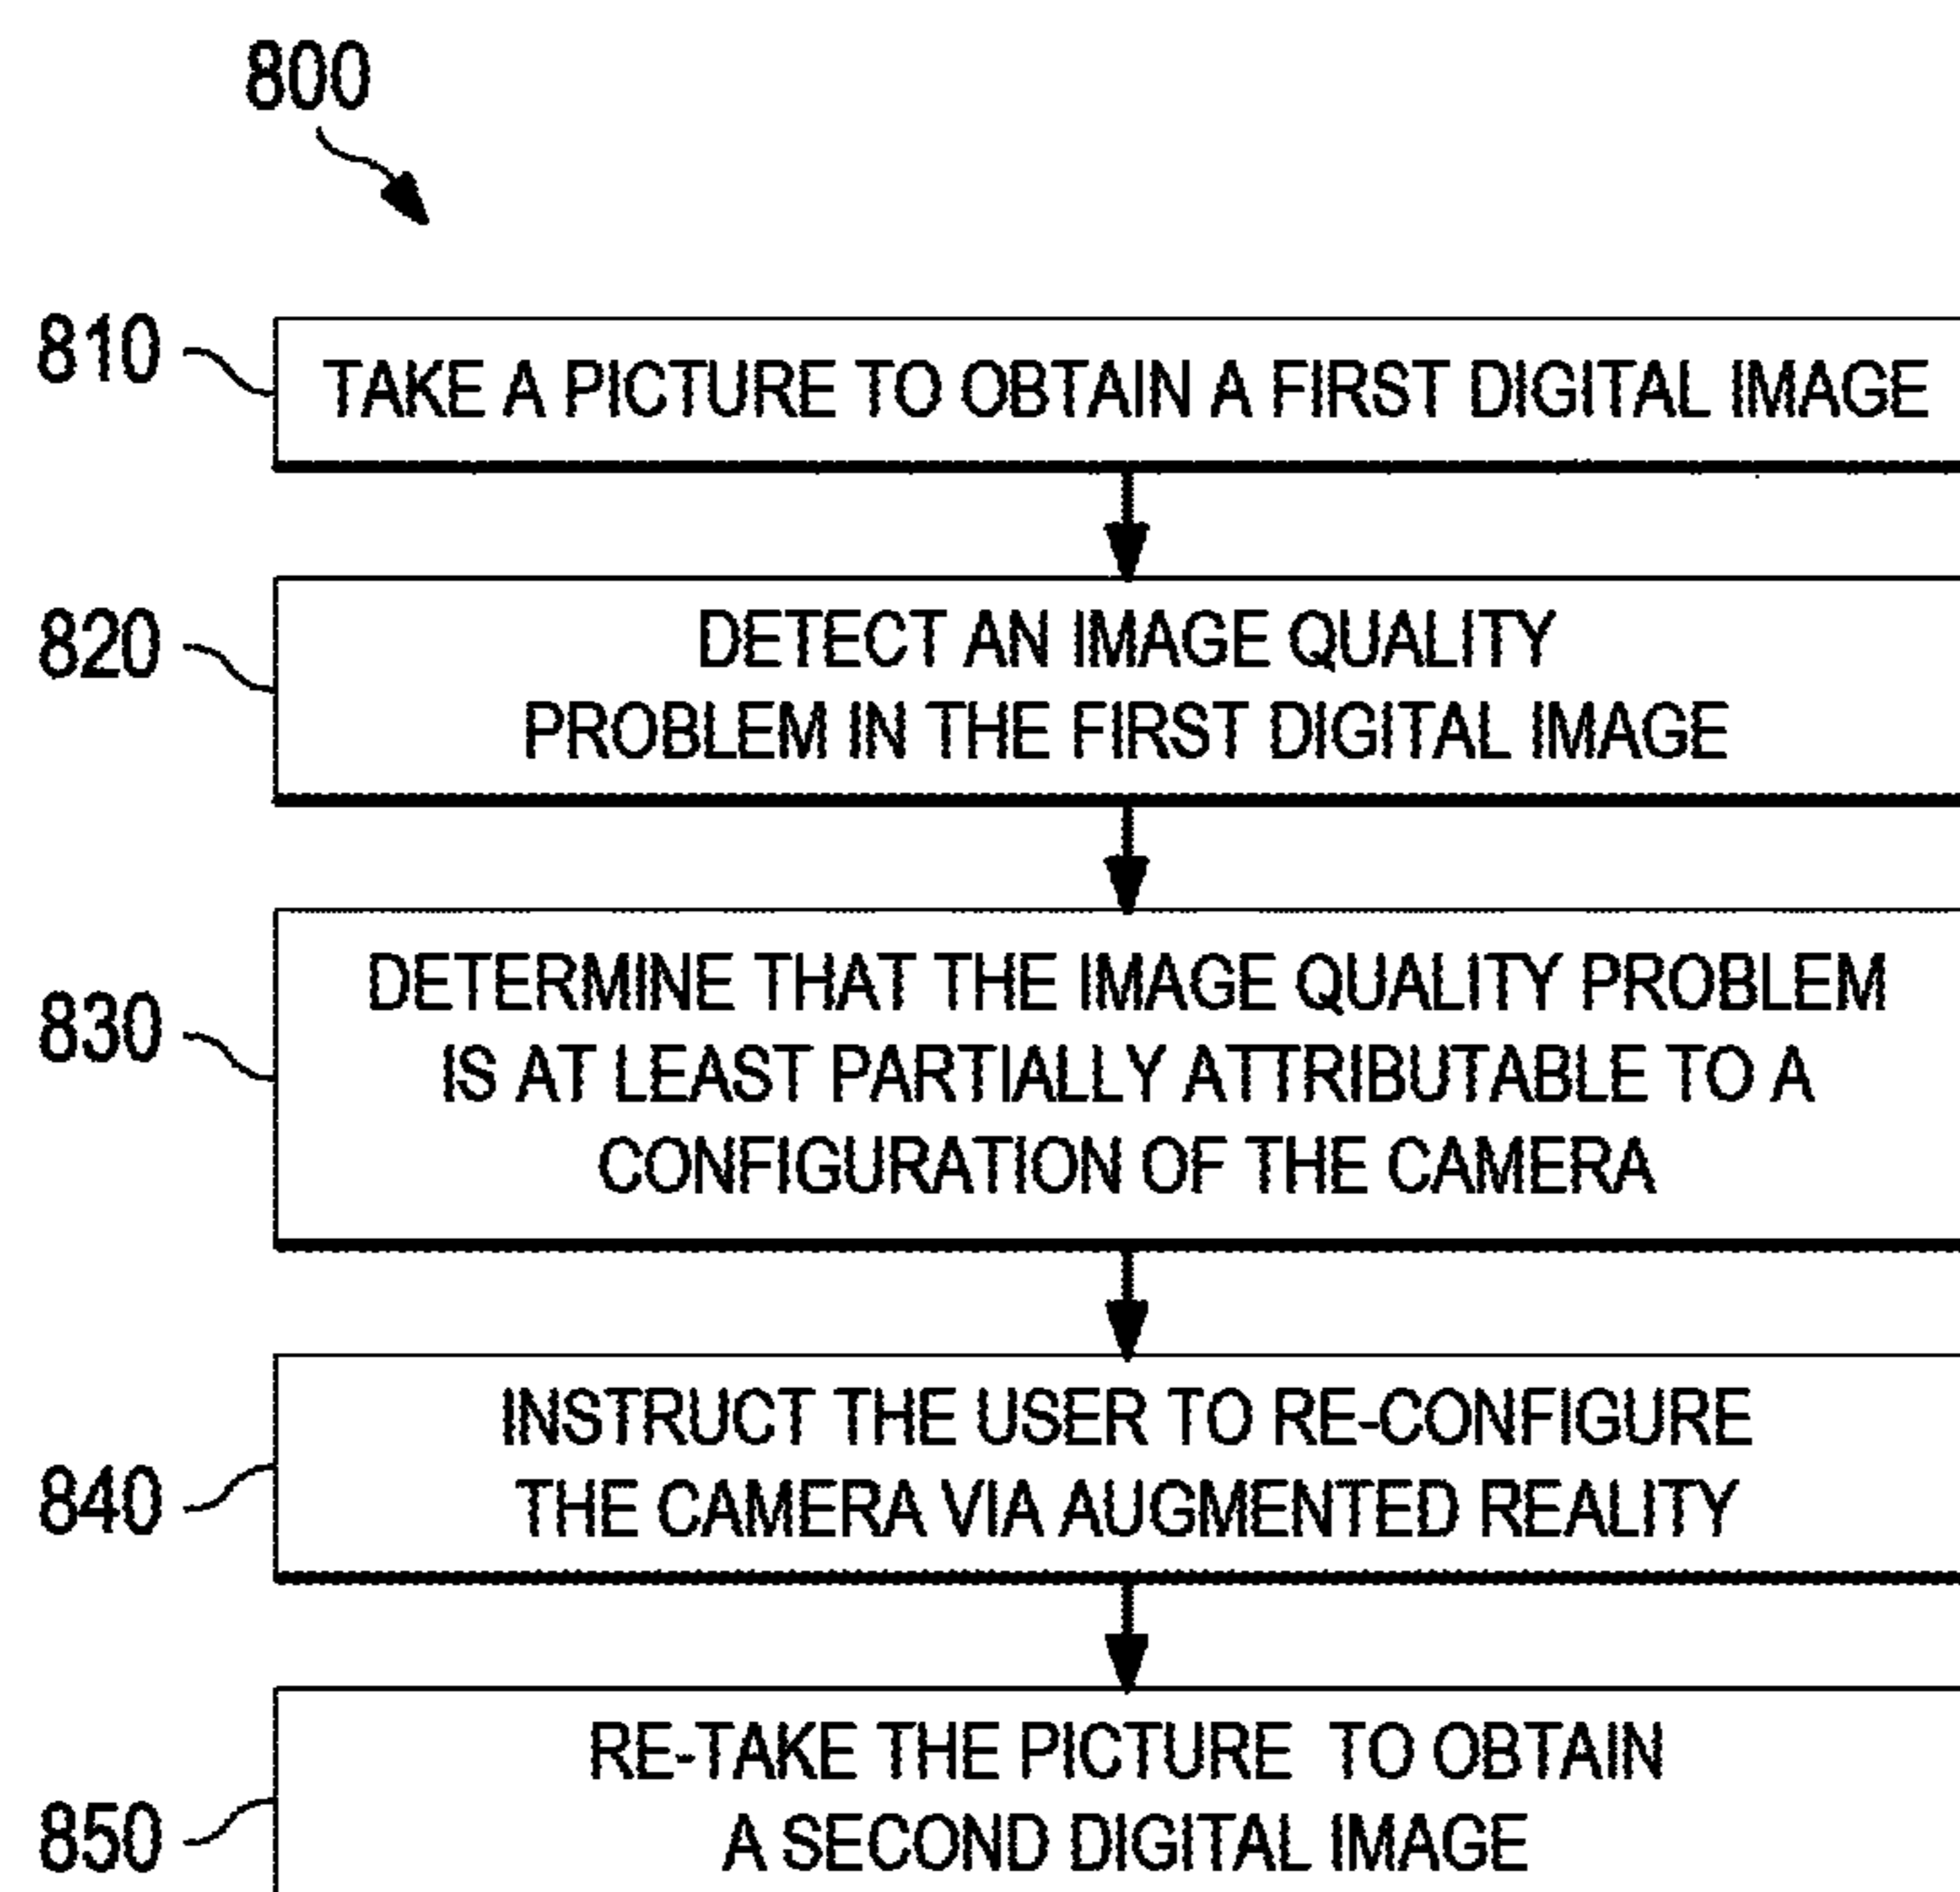 800
810
TAKE A PICTURE TO OBTAIN A FIRST DIGITAL IMAGE
820
DETECT AN IMAGE QUALITY
PROBLEM IN THE FIRST DIGITAL IMAGE
830
DETERMINE THAT THE IMAGE QUALITY PROBLEM
IS AT LEAST PARTIALLY ATTRIBUTABLE TO A
CONFIGURATION OF THE CAMERA
840
INSTRUCT THE USER TO RE-CONFIGURE
THE CAMERA VIA AUGMENTED REALITY
850
RE-TAKE THE PICTURE TO OBTAIN
A SECOND DIGITAL IMAGE